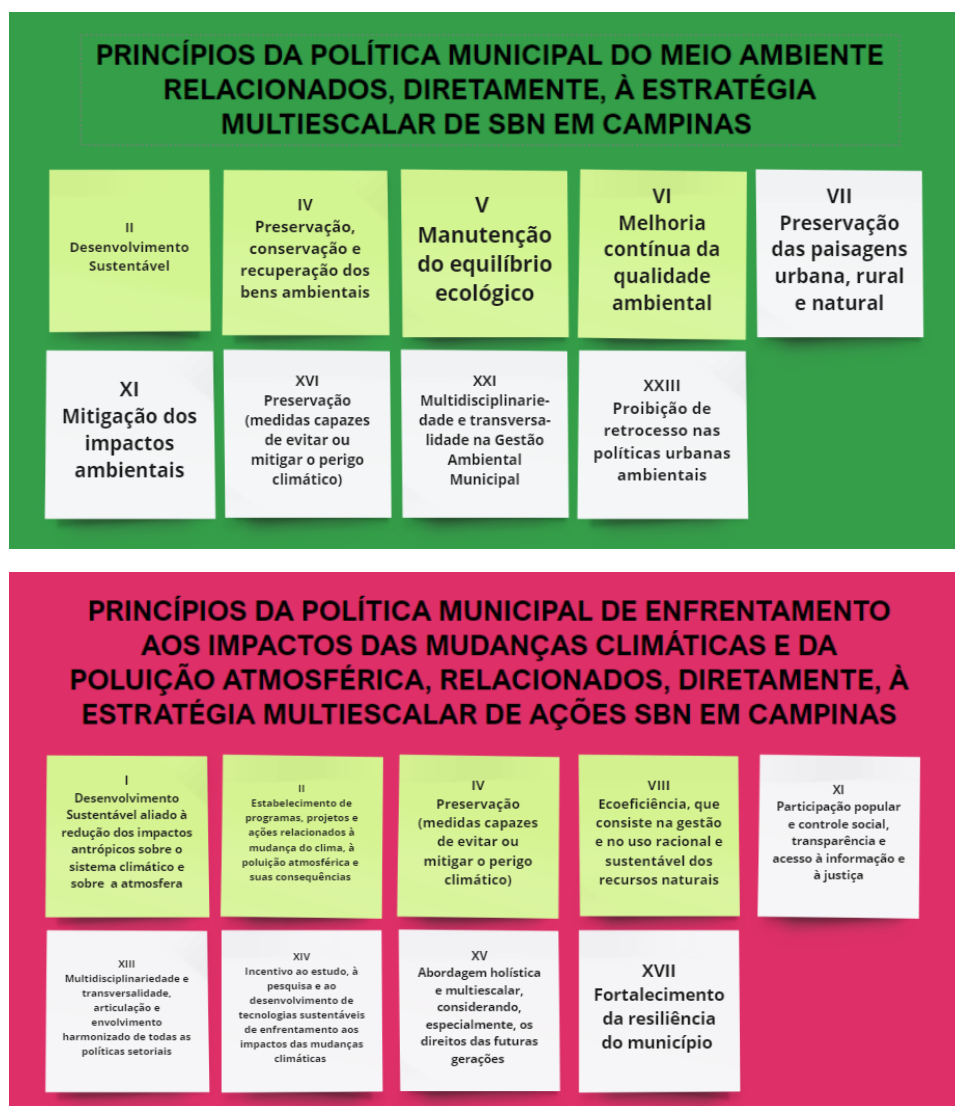 PRINCÍPIOS DA POLÍTICA MUNICIPAL DO MEIO AMBIENTE
RELACIONADOS, DIRETAMENTE, À ESTRATÉGIA
MULTIESCALAR DE SBN EM CAMPINAS
II
Desenvolvimento
Sustentável
IV
Preservação,
conservação e
recuperação dos
bens ambientais
V
Manutenção
do equilíbrio
ecológico
VI
Melhoria
contínua da
qualidade
ambiental
VII
Preservação
das paisagens
urbana, rural
e natural
XI
Mitigação dos
impactos
ambientais
XVI
Preservação
(medidas capazes
de evitar ou
mitigar o perigo
climático)
XXI
Multidisciplinarie-
dade e transversa-
lidade na Gestão
Ambiental
Municipal
XXIII
Proibição de
retrocesso nas
políticas urbanas
ambientais
PRINCÍPIOS DA POLÍTICA MUNICIPAL DE ENFRENTAMENTO
AOS IMPACTOS DAS MUDANÇAS CLIMÁTICAS E DA
POLUIÇÃO ATMOSFÉRICA, RELACIONADOS, DIRETAMENTE, À
ESTRATÉGIA MULTIESCALAR DE AÇÕES SBN EM CAMPINAS
I
Desenvolvimento
Sustentável aliado à
redução dos impactos
antrópicos sobre o
sistema climático e
sobre a atmosfera
II
Estabelecimento de
programas, projetos e
ações relacionados à
mudança do clima, à
poluição atmosférica e
suas consequências
IV
Preservação
(medidas capazes
de evitar ou
mitigar o perigo
climático)
VIII
Ecoeficiência, que
consiste na gestão
e no uso racional e
sustentável dos
recursos naturais
XI
Participação popular
e controle social,
transparência e
acesso à informação e
à justiça
XIII
Multidisciplinariedade e
transversalidade,
articulação e
envolvimento
harmonizado de todas as
políticas setoriais
XIV
Incentivo ao estudo, à
pesquisa e ao
desenvolvimento de
tecnologias sustentáveis
de enfrentamento aos
impactos das mudanças
climáticas
XV
Abordagem holística
e multiescalar,
considerando,
especialmente, os
direitos das futuras
gerações
XVII
Fortalecimento
da resiliência
do município